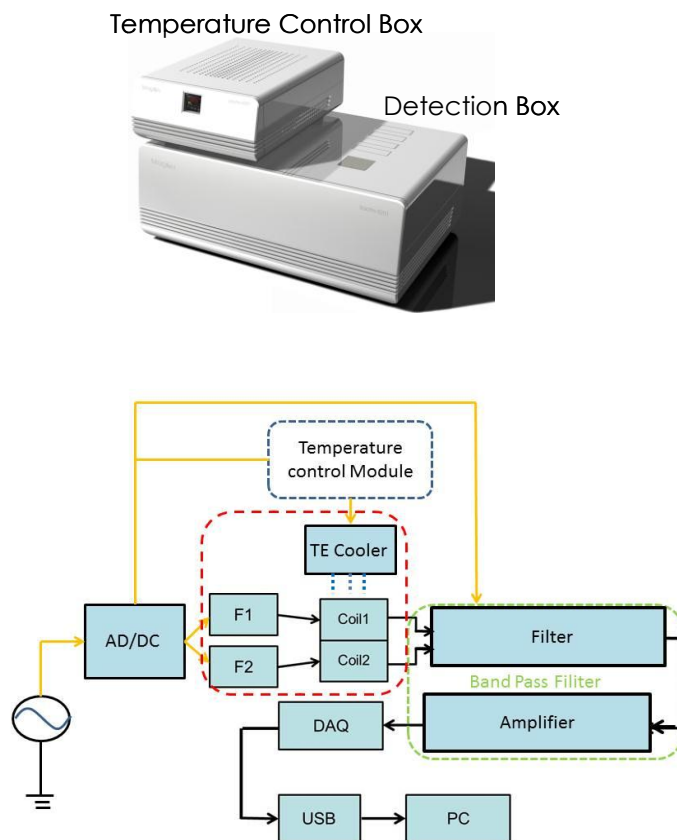 Temperature Control Box
Detection Box
Temperature
control Module
TE Cooler
F1
Coil1
AD/DC
Filter
F2
Coil2
Band Pass Filiter
DAQ
Amplifier
USB
PC